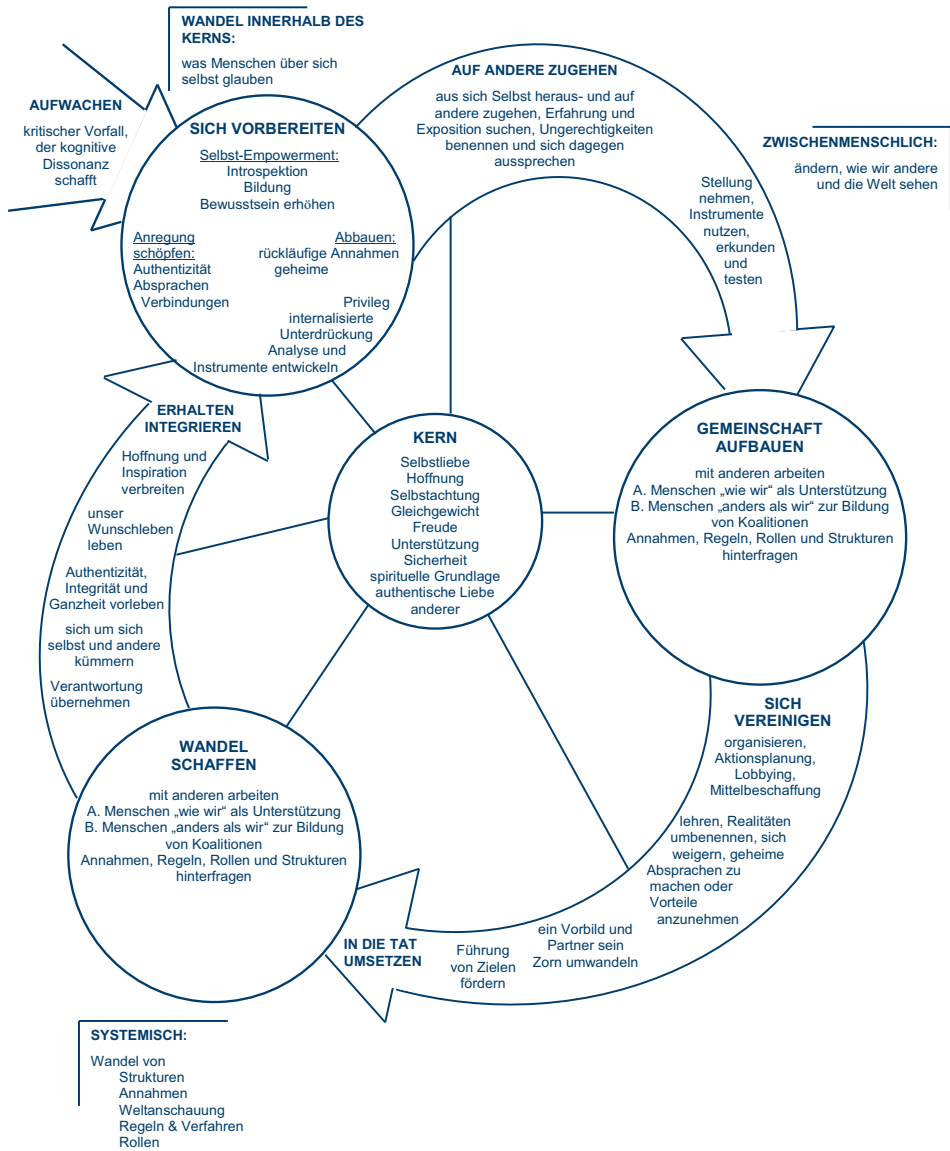 WANDEL INNERHALB DES
KERNS:
was Menschen über sich
selbst glauben
AUFWACHEN
kritischer Vorfall,
der kognitive
Dissonanz
schafft
SICH VORBEREITEN
Selbst-Empowerment:
Introspektion
Bildung
Bewusstsein erhöhen
Anregung
schöpfen:
Authentizität
Absprachen
Verbindungen
Abbauen:
rückläufige Annahmen
geheime
Privileg
internalisierte
Unterdrückung
Analyse und
Instrumente entwickeln
AUF ANDERE ZUGEHEN
aus sich Selbst heraus- und auf
andere zugehen, Erfahrung und
Exposition suchen, Ungerechtigkeiten
benennen und sich dagegen
aussprechen
Stellung
nehmen,
Instrumente
nutzen,
erkunden
und
testen
ZWISCHENMENSCHLICH:
ändern, wie wir andere
und die Welt sehen
KERN
Selbstliebe
Hoffnung
Selbstachtung
Gleichgewicht
Freude
Unterstützung
Sicherheit
spirituelle Grundlage
authentische Liebe
anderer
GEMEINSCHAFT
AUFBAUEN
mit anderen arbeiten
A. Menschen „wie wir“ als Unterstützung
B. Menschen „anders als wir“ zur Bildung
von Koalitionen
Annahmen, Regeln, Rollen und Strukturen
hinterfragen
SICH
VEREINIGEN
organisieren,
Aktionsplanung,
Lobbying,
Mittelbeschaffung
lehren, Realitäten
umbenennen, sich
weigern, geheime
Absprachen zu
machen oder
Vorteile
anzunehmen
ein Vorbild und
Partner sein
Zorn umwandeln
Führung
von Zielen
fördern
IN DIE TAT
UMSETZEN
WANDEL
SCHAFFEN
mit anderen arbeiten
A. Menschen „wie wir“ als Unterstützung
B. Menschen „anders als wir“ zur Bildung
von Koalitionen
Annahmen, Regeln, Rollen und Strukturen
hinterfragen
ERHALTEN
INTEGRIEREN
Hoffnung und
Inspiration
verbreiten
unser
Wunschleben
leben
Authentizität,
Integrität und
Ganzheit vorleben
sich um sich
selbst und andere
kümmern
Verantwortung
übernehmen
SYSTEMISCH:
Wandel von
Strukturen
Annahmen
Weltanschauung
Regeln & Verfahren
Rollen